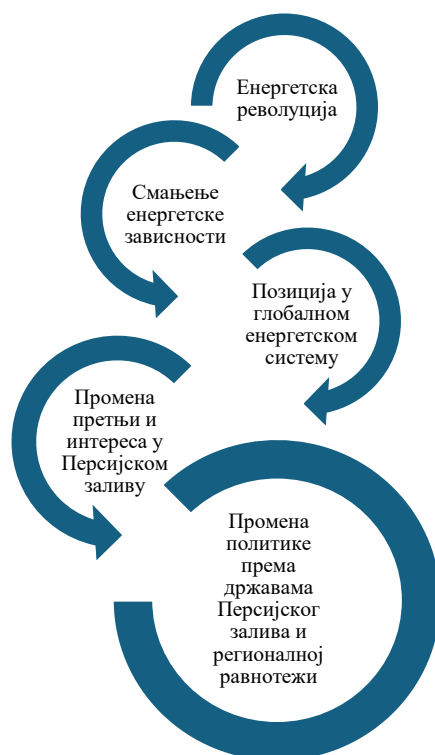 Енергетска
револуција
Смањење
енергетске
зависности
Позиција у
глобалном
енергетском
систему
Промена
претњи и
интереса у
Персијском
заливу
Промена
политике
према
државама
Персијског
залива и
регионалној
равнотежи